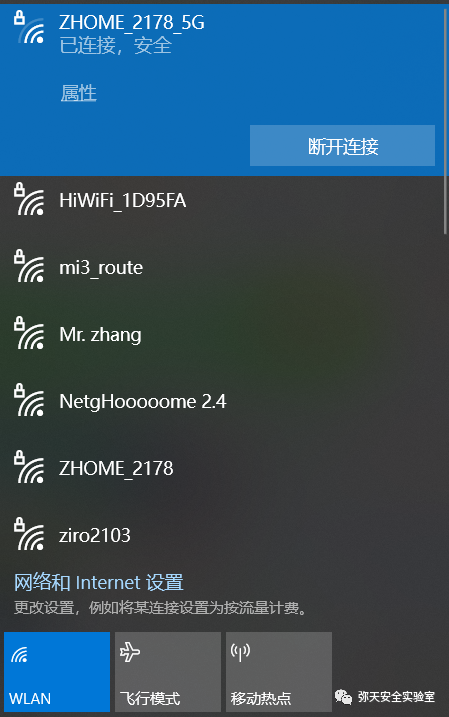 ZHOME_2178_5G
已连接，安全
属性
断开连接
HiWiFi_1D95FA
mi3_route
Mr. zhang
NetgHooooome 2.4
ZHOME_2178
ziro2103
网络和 Internet 设置
更改设置，例如将某连接设置为按流量计费。
WLAN
飞行模式
移动热点
弥天安全实验室